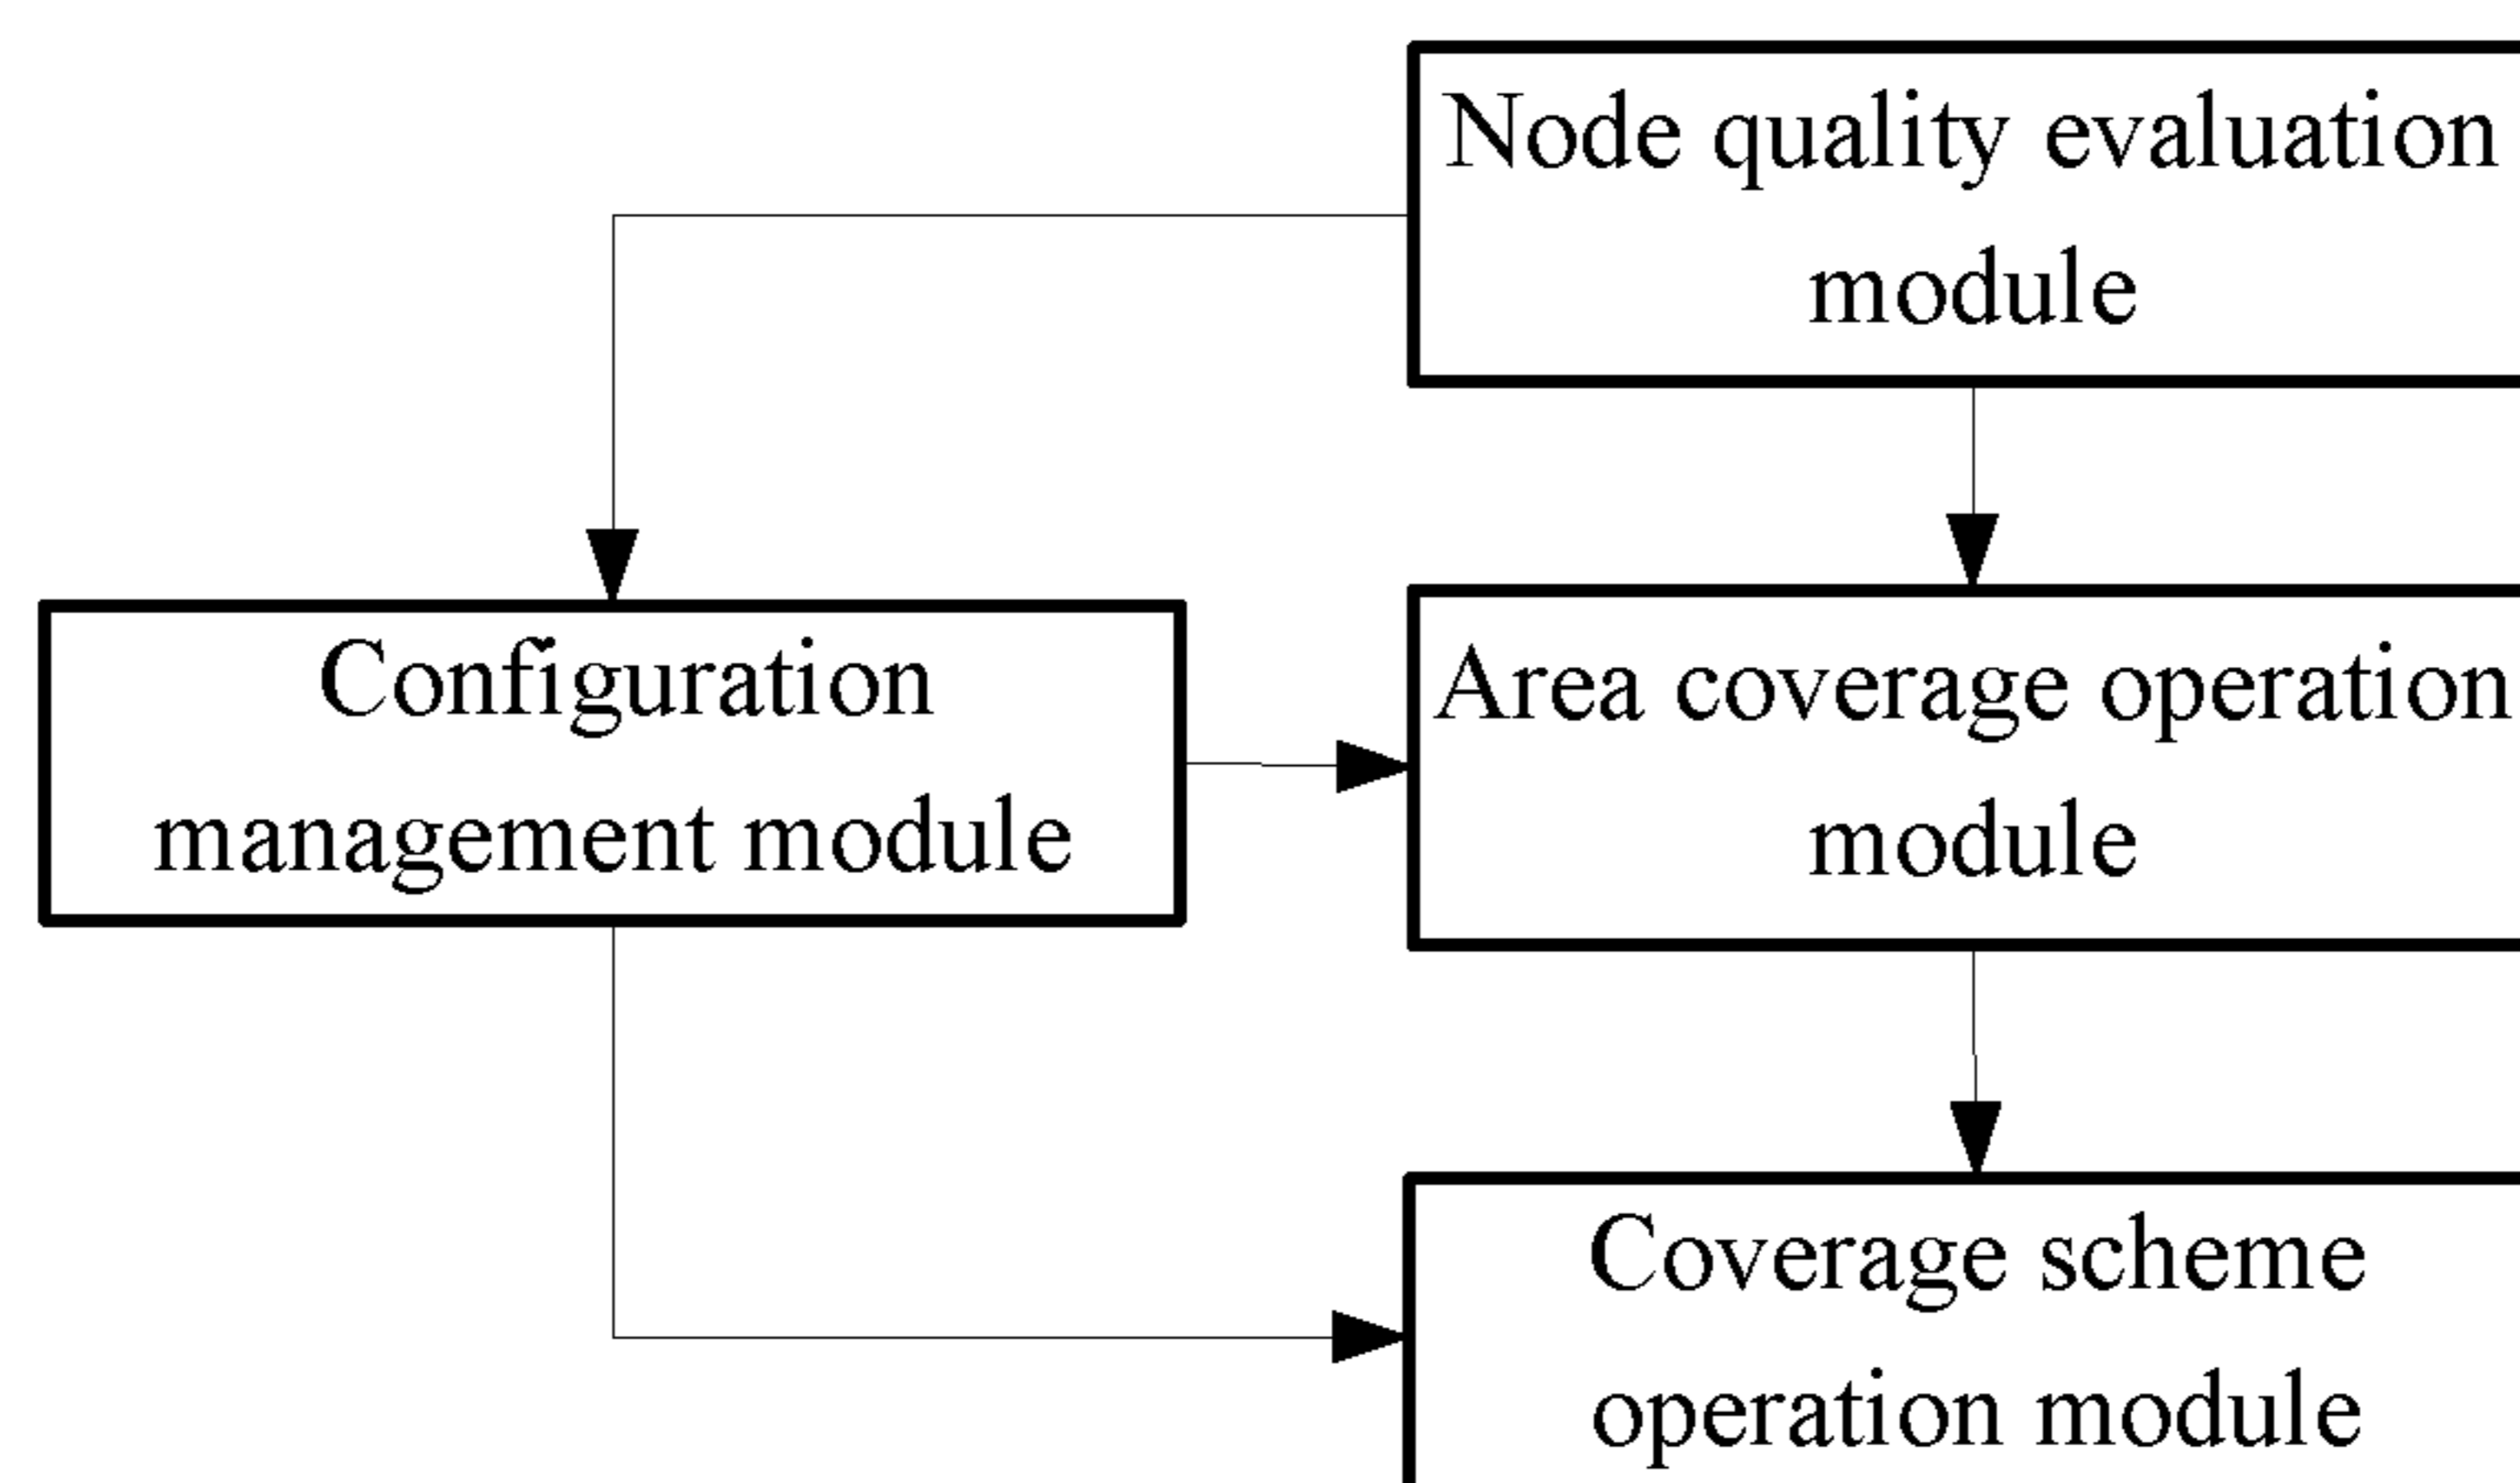 Node quality evaluation
module
Configuration
management module
Area coverage operation
module
Coverage scheme
operation module